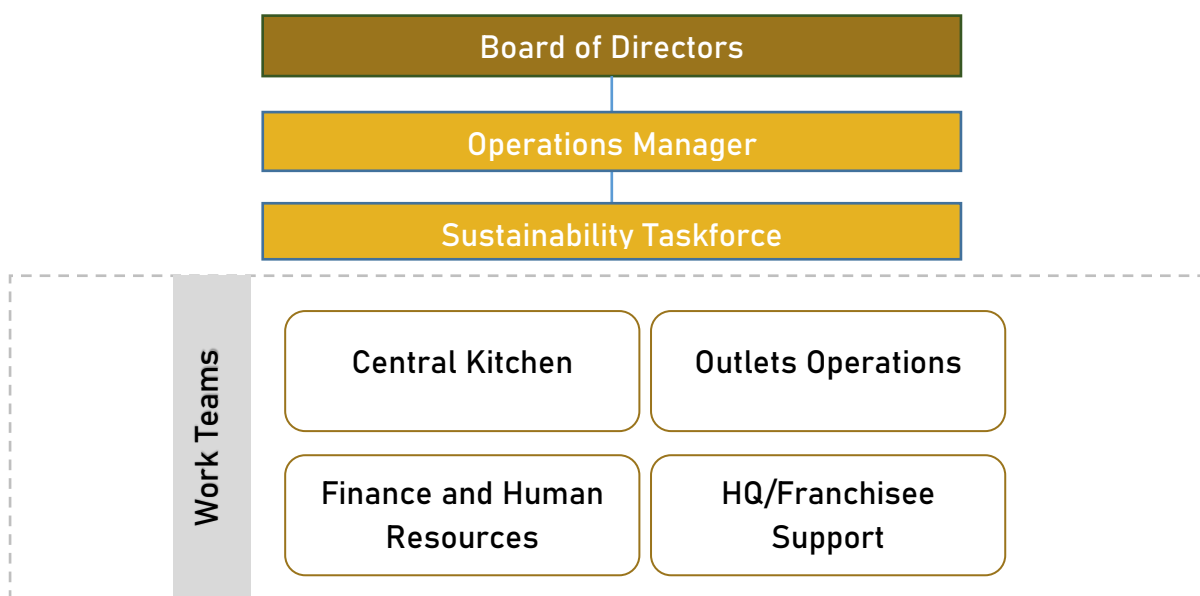 Board of Directors
Operations Manager
Sustainability Taskforce
Work Teams
Central Kitchen
Outlets Operations
Finance and Human
Resources
HQ/Franchisee
Support